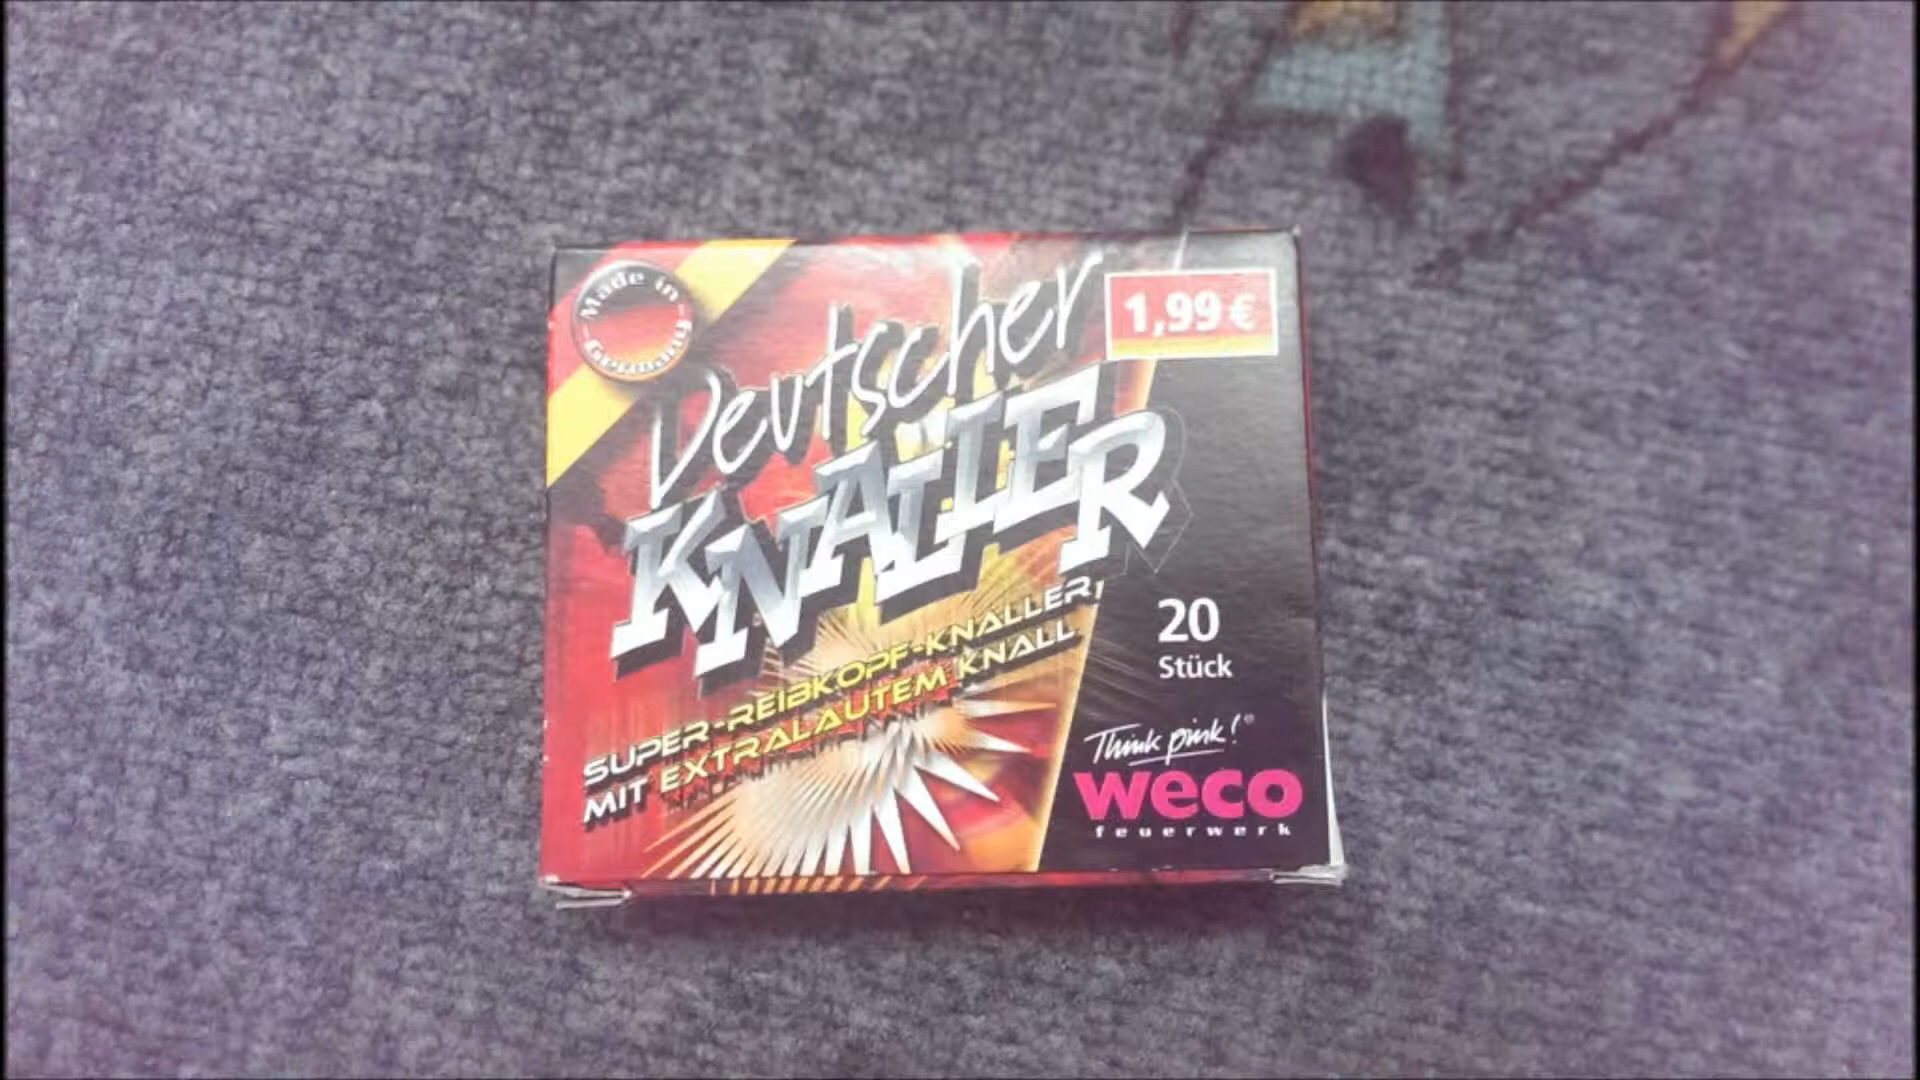 Made in
Germany
Deutscher
1,99 €
KNALLER
SUPER-REIBKOPF-KNALLER
MIT EXTRALAUTEM KNALL
20
Stück
Think pink!®
weco
feuerwerk